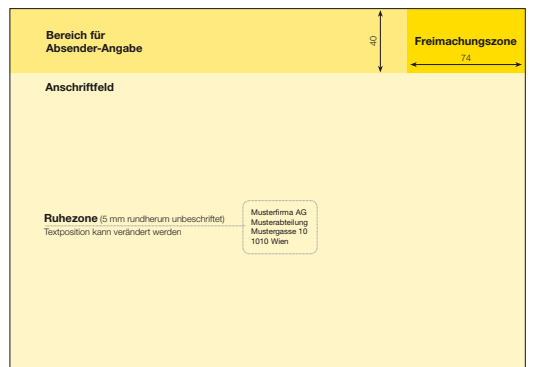 Bereich für
Absender-Angabe
40
Freimachungszone
74
Anschriftfeld
Ruhezone (5 mm rundherum unbeschriftet)
Textposition kann verändert werden
Musterfirma AG
Musterabteilung
Mustergasse 10
1010 Wien